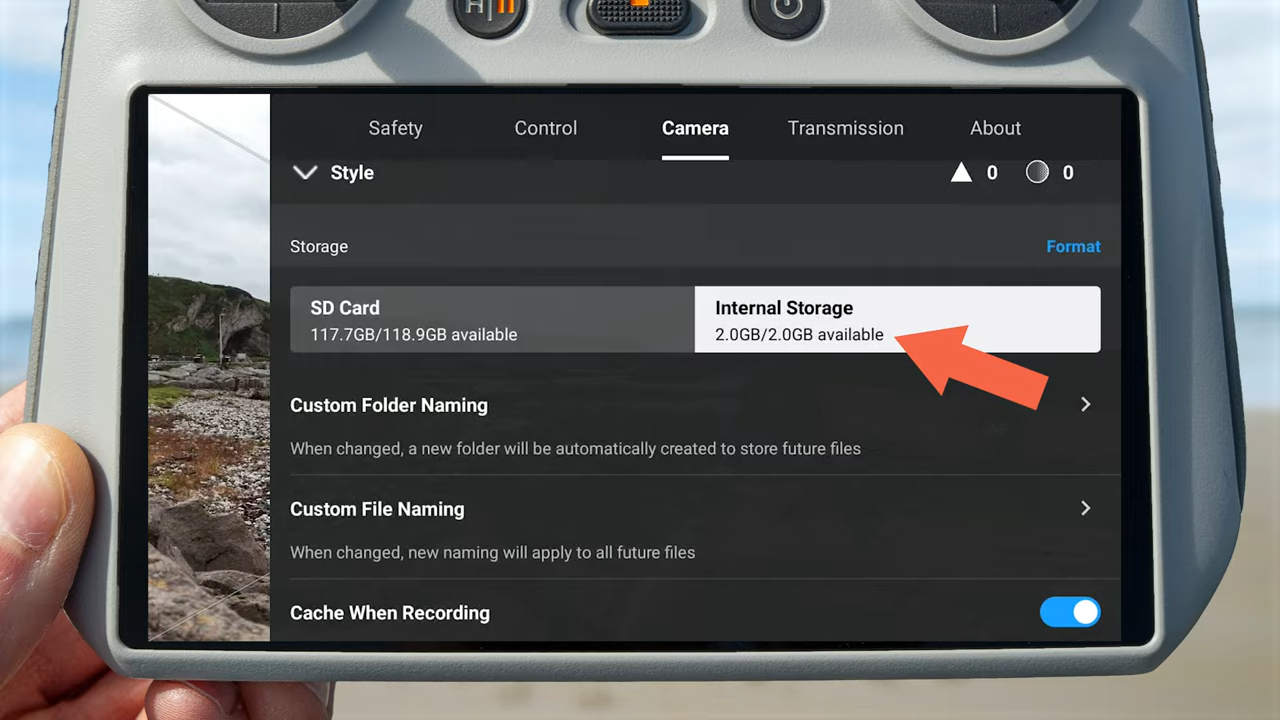 H
Safety Control Camera Transmission About
Style 0 0
Storage Format
SD Card
117.7GB/118.9GB available
Internal Storage
2.0GB/2.0GB available
Custom Folder Naming
When changed, a new folder will be automatically created to store future files
Custom File Naming
When changed, new naming will apply to all future files
Cache When Recording